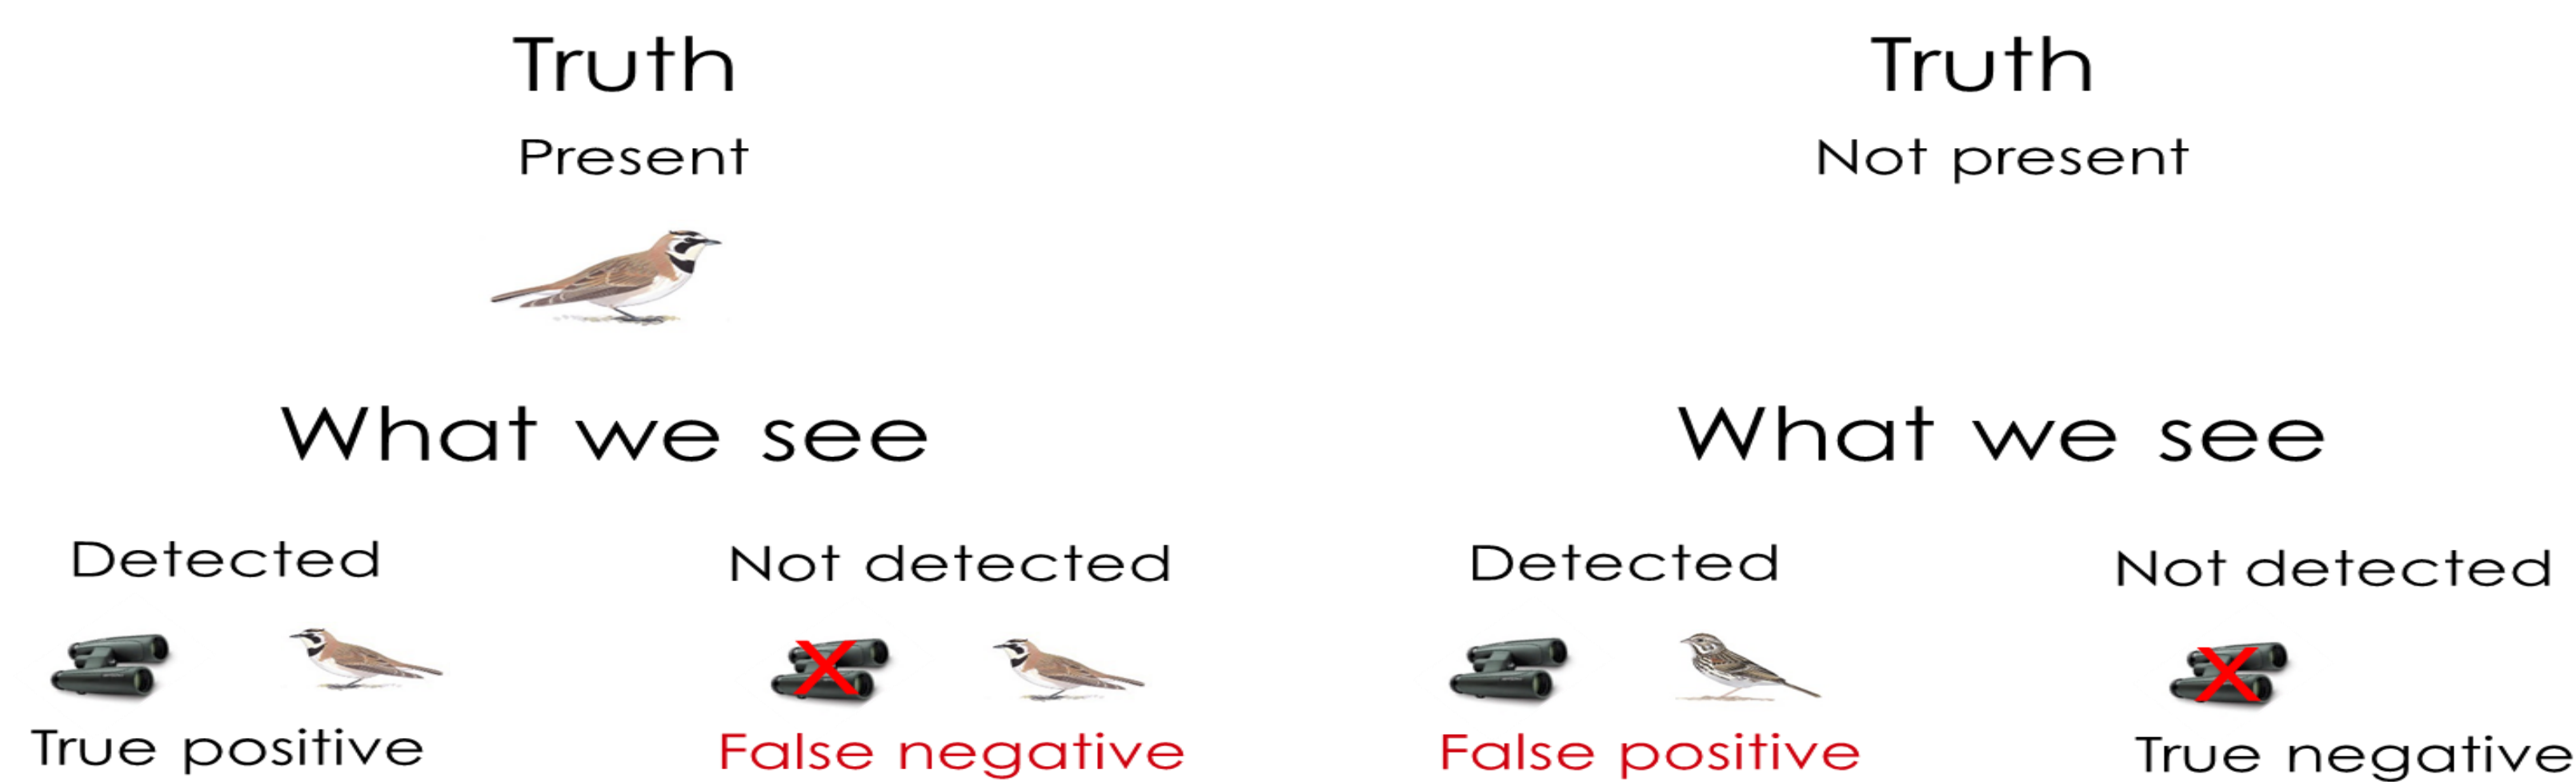 Truth
Present
What we see
Detected
Not detected
True positive
False negative
Truth
Not present
What we see
Detected
Not detected
False positive
True negative